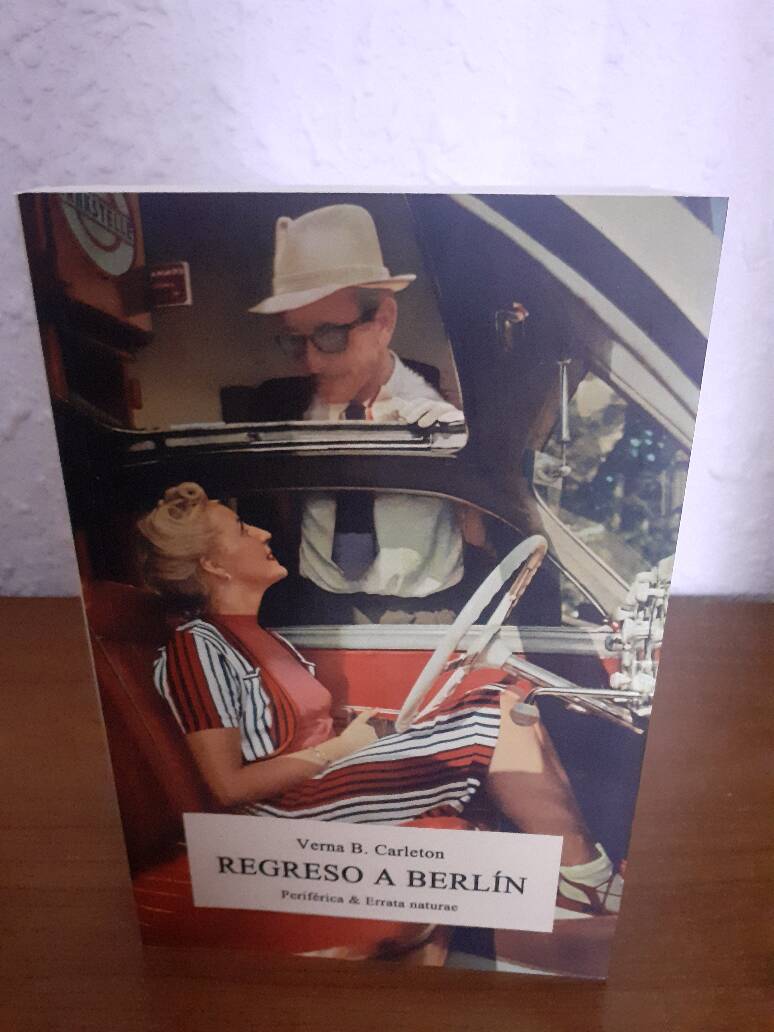 Verna B. Carleton
REGRESO A BERLÍN
Periférica & Errata naturae